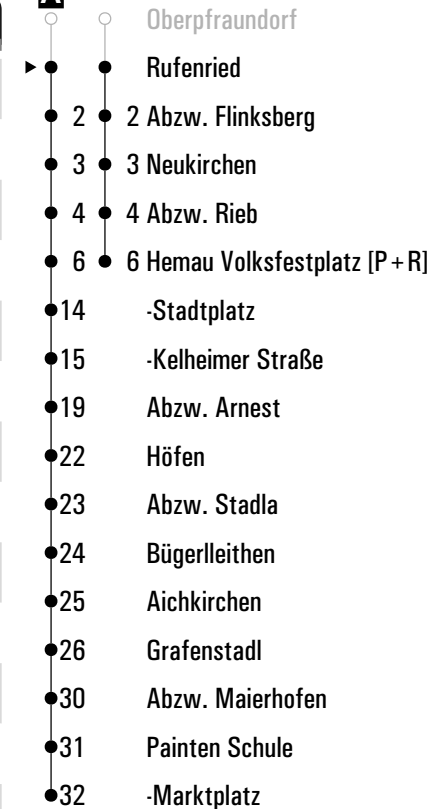 Oberpfraundorf
Rufenried
2 2 Abzw. Flinksberg
3 3 Neukirchen
4 4 Abzw. Rieb
6 6 Hemau Volksfestplatz [P+R]
14 -Stadtplatz
15 -Kelheimer Straße
19 Abzw. Arnest
22 Höfen
23 Abzw. Stadla
24 Bügerlleithen
25 Aichkirchen
26 Grafenstadl
30 Abzw. Maierhofen
31 Painten Schule
32 -Marktplatz